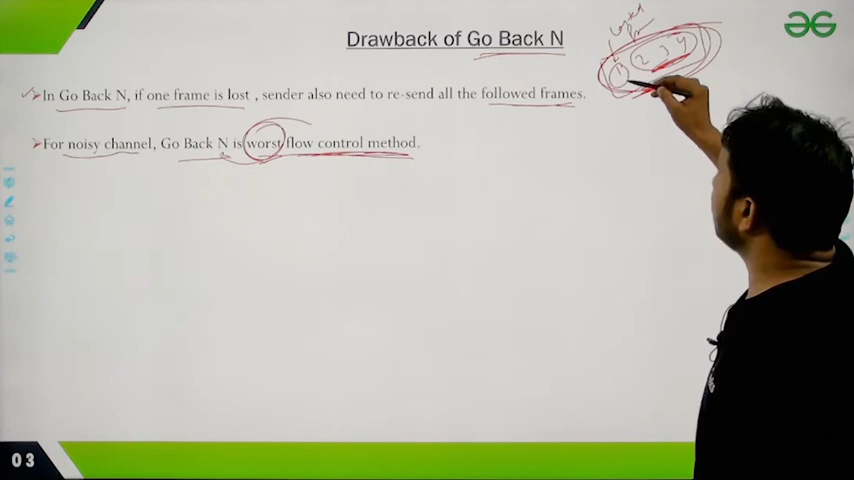 Drawback of Go Back N
In Go Back N, if one frame is lost , sender also need to re-send all the followed frames.
For noisy channel, Go Back N is worst flow control method.
2 3 4
03